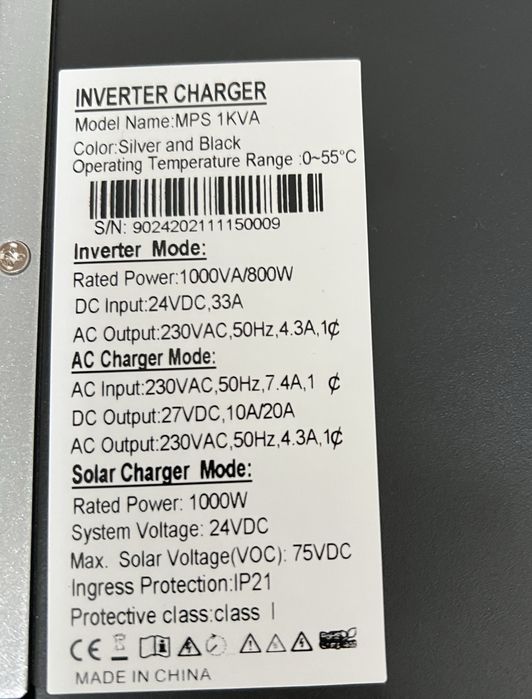 INVERTER CHARGER
Model Name:MPS 1KVA
Color:Silver and Black
Operating Temperature Range :0~55°C
S/N: 9024202111150009
Inverter Mode:
Rated Power:1000VA/800W
DC Input:24VDC,33A
AC Output:230VAC,50Hz,4.3A,1¢
AC Charger Mode:
AC Input:230VAC,50Hz,7.4A,1 ¢
DC Output:27VDC,10A/20A
AC Output:230VAC,50Hz,4.3A,1¢
Solar Charger Mode:
Rated Power: 1000W
System Voltage: 24VDC
Max. Solar Voltage(VOC): 75VDC
Ingress Protection:IP21
Protective class:class I
CE
MADE IN CHINA